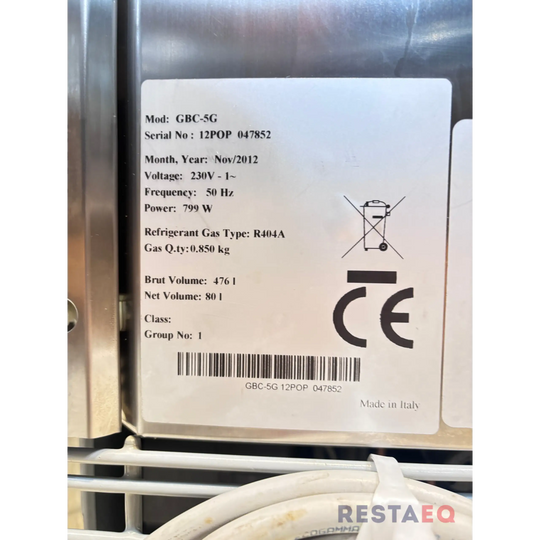 Mod: GBC-5G
Serial No : 12POP 047852
Month, Year: Nov/2012
Voltage: 230V - 1~
Frequency: 50 Hz
Power: 799 W
Refrigerant Gas Type: R404A
Gas Q.ty:0.850 kg
Brut Volume: 476 l
Net Volume: 80 l
Class:
Group No: 1
CE
GBC-5G 12POP 047852
Made in Italy
RESTAEQ